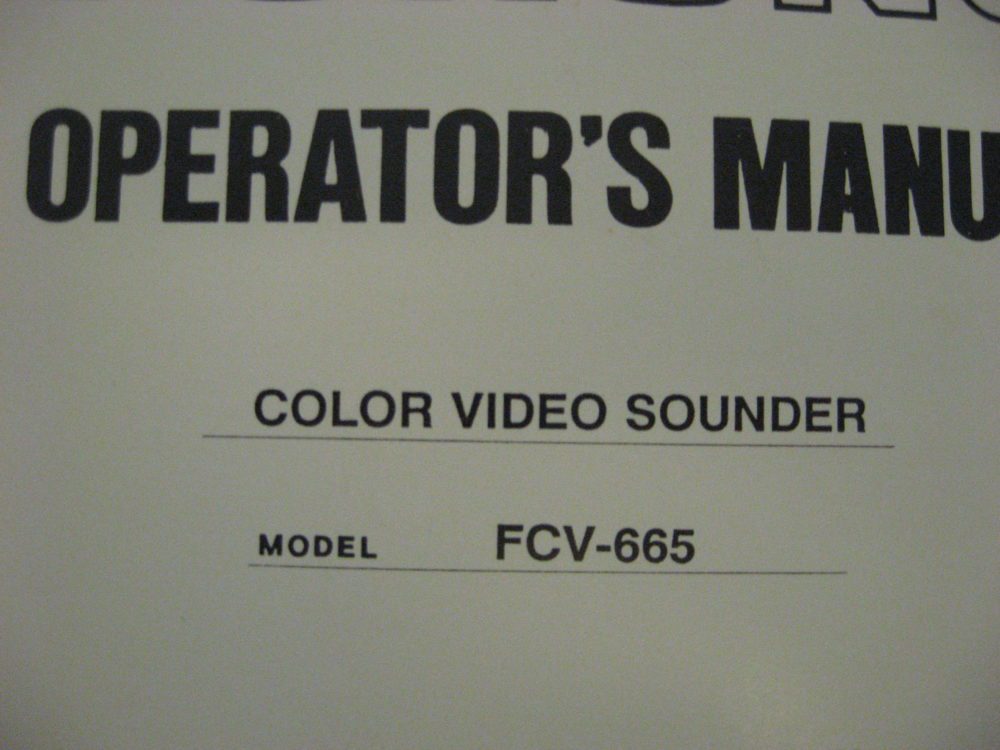 OPERATOR'S MANU
COLOR VIDEO SOUNDER
MODEL FCV-665